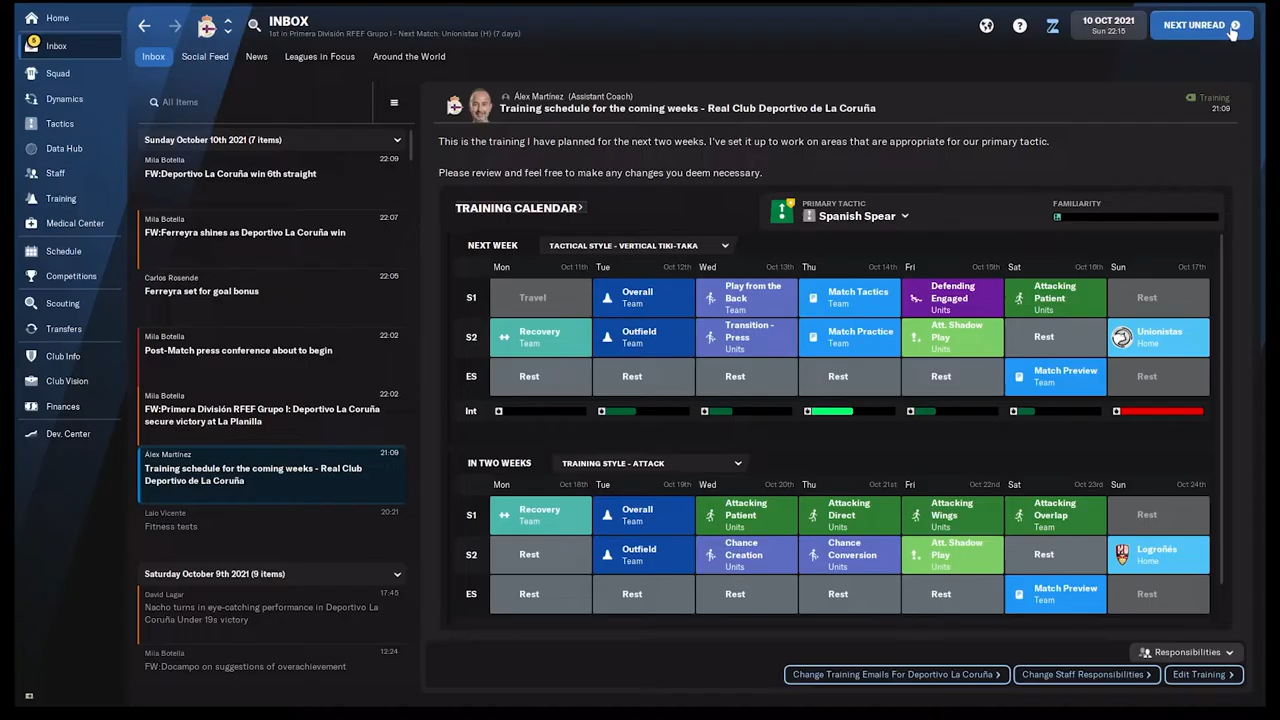 Home
5
Inbox
Squad
Dynamics
Tactics
Data Hub
Staff
Training
Medical Center
Schedule
Competitions
Scouting
Transfers
Club Info
Club Vision
Finances
Dev. Center
INBOX
1st in Primera División RFEF Grupo I - Next Match: Unionistas (H) (7 days)
10 OCT 2021
Sun 22:15
NEXT UNREAD
Inbox
Social Feed
News
Leagues in Focus
Around the World
All Items
Sunday October 10th 2021 (7 items)
Mila Botella 22:09
FW:Deportivo La Coruña win 6th straight
Mila Botella 22:07
FW:Ferreyra shines as Deportivo La Coruña win
Carlos Rosende 22:05
Ferreyra set for goal bonus
Mila Botella 22:02
Post-Match press conference about to begin
Mila Botella 22:02
FW:Primera División RFEF Grupo I: Deportivo La Coruña
secure victory at La Planilla
Álex Martínez 21:09
Training schedule for the coming weeks - Real Club
Deportivo de La Coruña
Lalo Vicente 20:21
Fitness tests
Saturday October 9th 2021 (9 items)
David Lagar 17:45
Nacho turns in eye-catching performance in Deportivo La
Coruña Under 19s victory
Mila Botella 12:24
FW:Docampo on suggestions of overachievement
Álex Martínez (Assistant Coach)
Training schedule for the coming weeks - Real Club Deportivo de La Coruña
Training
21:09
This is the training I have planned for the next two weeks. I've set it up to work on areas that are appropriate for our primary tactic.
Please review and feel free to make any changes you deem necessary.
TRAINING CALENDAR>
PRIMARY TACTIC
Spanish Spear
FAMILIARITY
NEXT WEEK TACTICAL STYLE - VERTICAL TIKI-TAKA
Mon Oct 11th Tue Oct 12th Wed Oct 13th Thu Oct 14th Fri Oct 15th Sat Oct 16th Sun Oct 17th
S1 Travel Overall Team Play from the Back Team Match Tactics Team Defending Engaged Units Attacking Patient Units Rest
S2 Recovery Team Outfield Team Transition - Press Units Match Practice Team Att. Shadow Play Units Rest Unionistas Home
ES Rest Rest Rest Rest Rest Match Preview Team Rest
Int
IN TWO WEEKS TRAINING STYLE - ATTACK
Mon Oct 18th Tue Oct 19th Wed Oct 20th Thu Oct 21st Fri Oct 22nd Sat Oct 23rd Sun Oct 24th
S1 Recovery Team Overall Team Attacking Patient Units Attacking Direct Units Attacking Wings Units Attacking Overlap Team Rest
S2 Rest Outfield Team Chance Creation Units Chance Conversion Units Att. Shadow Play Units Rest Logroñés Home
ES Rest Rest Rest Rest Rest Match Preview Team Rest
Responsibilities
Change Training Emails For Deportivo La Coruña >
Change Staff Responsibilities >
Edit Training >